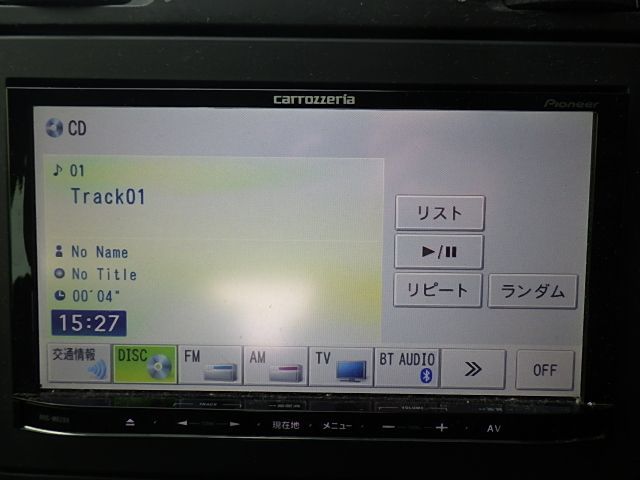 carrozzeria
Pioneer
CD
01
Track01
No Name
No Title
00'04"
15:27
リスト
▶/❚❚
リピート
ランダム
交通情報
DISC
FM
AM
TV
BT AUDIO
≫
OFF
TRACK
VOLUME
現在地
メニュー
AV